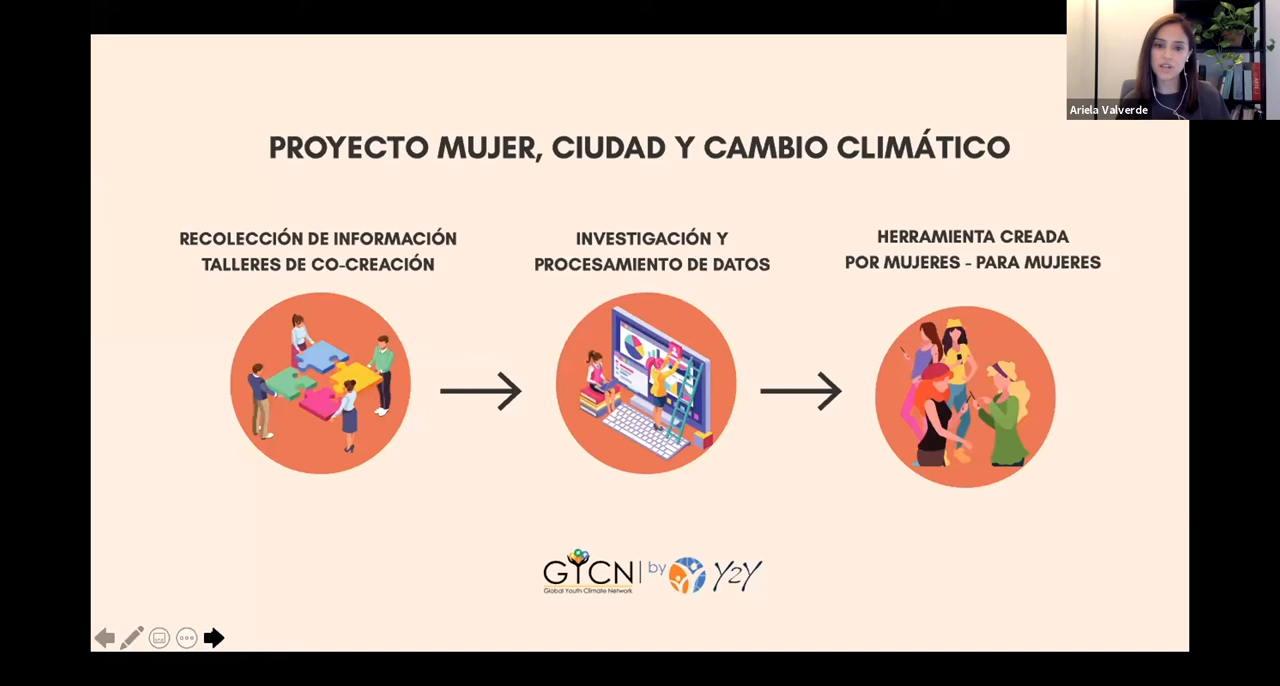 Ariela Valverde
PROYECTO MUJER, CIUDAD Y CAMBIO CLIMÁTICO
RECOLECCIÓN DE INFORMACIÓN
TALLERES DE CO-CREACIÓN
INVESTIGACIÓN Y
PROCESAMIENTO DE DATOS
HERRAMIENTA CREADA
POR MUJERES - PARA MUJERES
GYCN | by Y2Y
Global Youth Climate Network